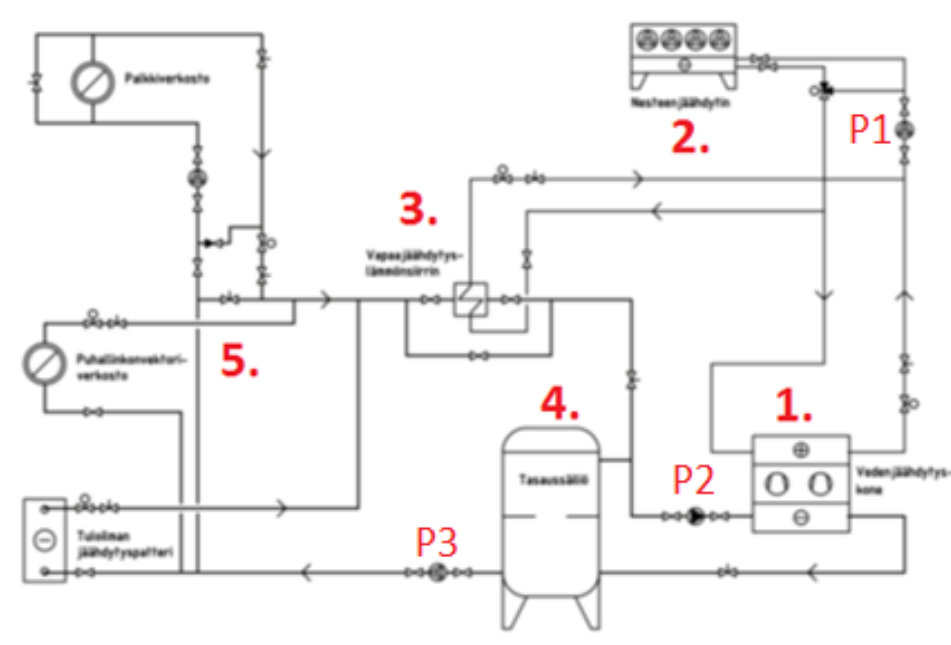 Palkkiverkosto
Nesteenjäähdytin
2.
P1
3.
Vapaajäähdytys-
lämmönsiirrin
Puhallinkonvektori-
verkosto
5.
4.
1.
Tasaussäiliö
P2
Vedenjäähdytys-
kone
Tuloilman
jäähdytyspatteri
P3